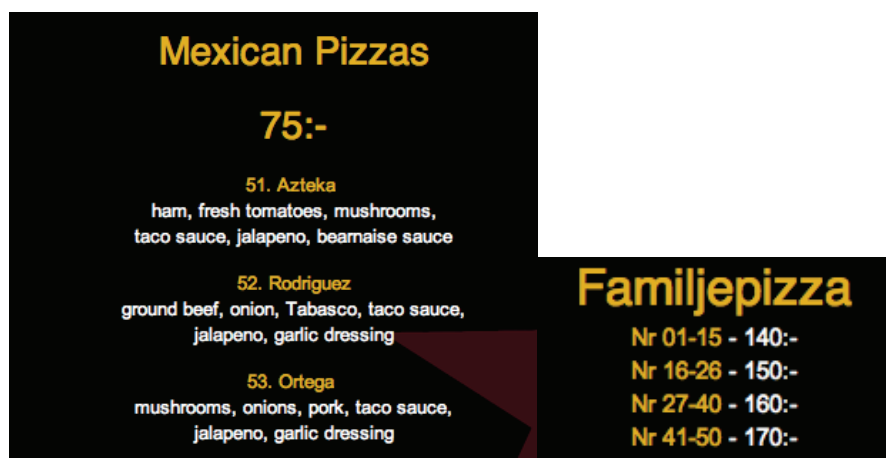 Mexican Pizzas
75:-
51. Azteka
ham, fresh tomatoes, mushrooms,
taco sauce, jalapeno, bearnaise sauce
52. Rodriguez
ground beef, onion, Tabasco, taco sauce,
jalapeno, garlic dressing
53. Ortega
mushrooms, onions, pork, taco sauce,
jalapeno, garlic dressing
Familjepizza
Nr 01-15 - 140:-
Nr 16-26 - 150:-
Nr 27-40 - 160:-
Nr 41-50 - 170:-